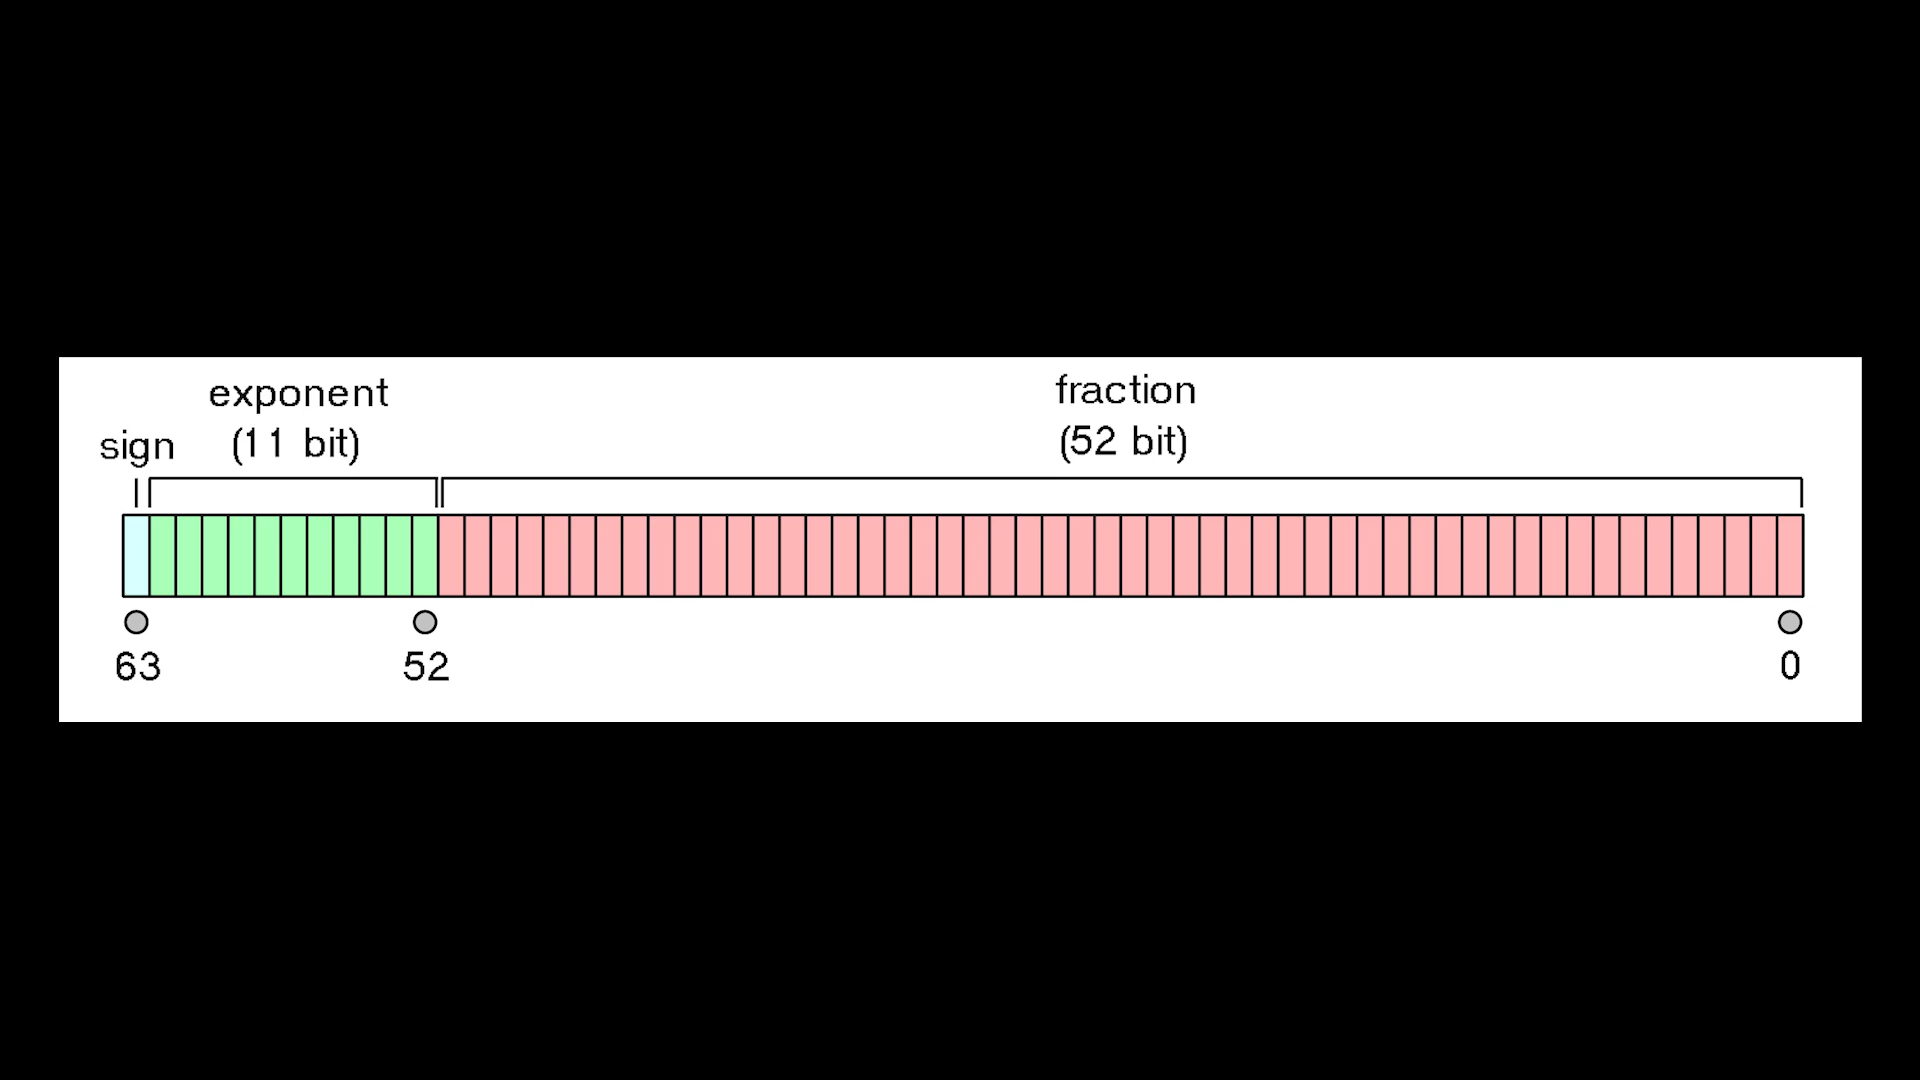 exponent
(11 bit)
sign
fraction
(52 bit)
63
52
0